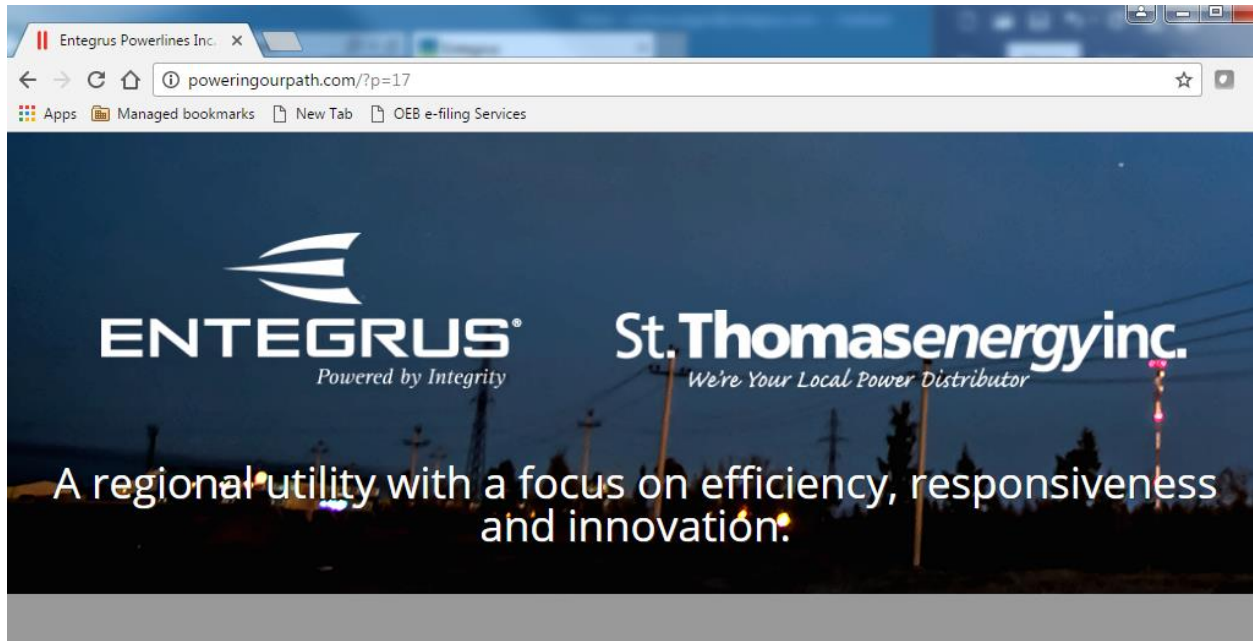 Entegrus Powerlines Inc.
poweringourpath.com/?p=17
Apps Managed bookmarks New Tab OEB e-filing Services
ENTEGRUS®
Powered by Integrity
St.Thomasenergyinc.
We're Your Local Power Distributor
A regional utility with a focus on efficiency, responsiveness
and innovation.